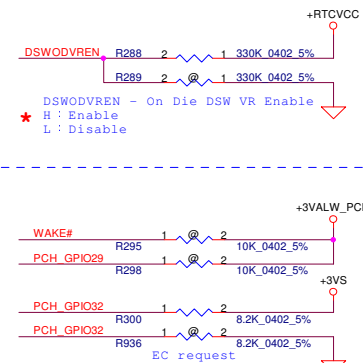 +RTCVCC
DSWODVREN R288 2 1 330K_0402_5%
R289 2 @ 1 330K_0402_5%
DSWODVREN - On Die DSW VR Enable
* H : Enable
L : Disable
+3VALW_PC
WAKE# 1 @ 2
R295 10K_0402_5%
PCH_GPIO29 1 @ 2
R298 10K_0402_5%
+3VS
PCH_GPIO32 1 2
R300 8.2K_0402_5%
PCH_GPIO32 1 @ 2
R936 8.2K_0402_5%
EC request